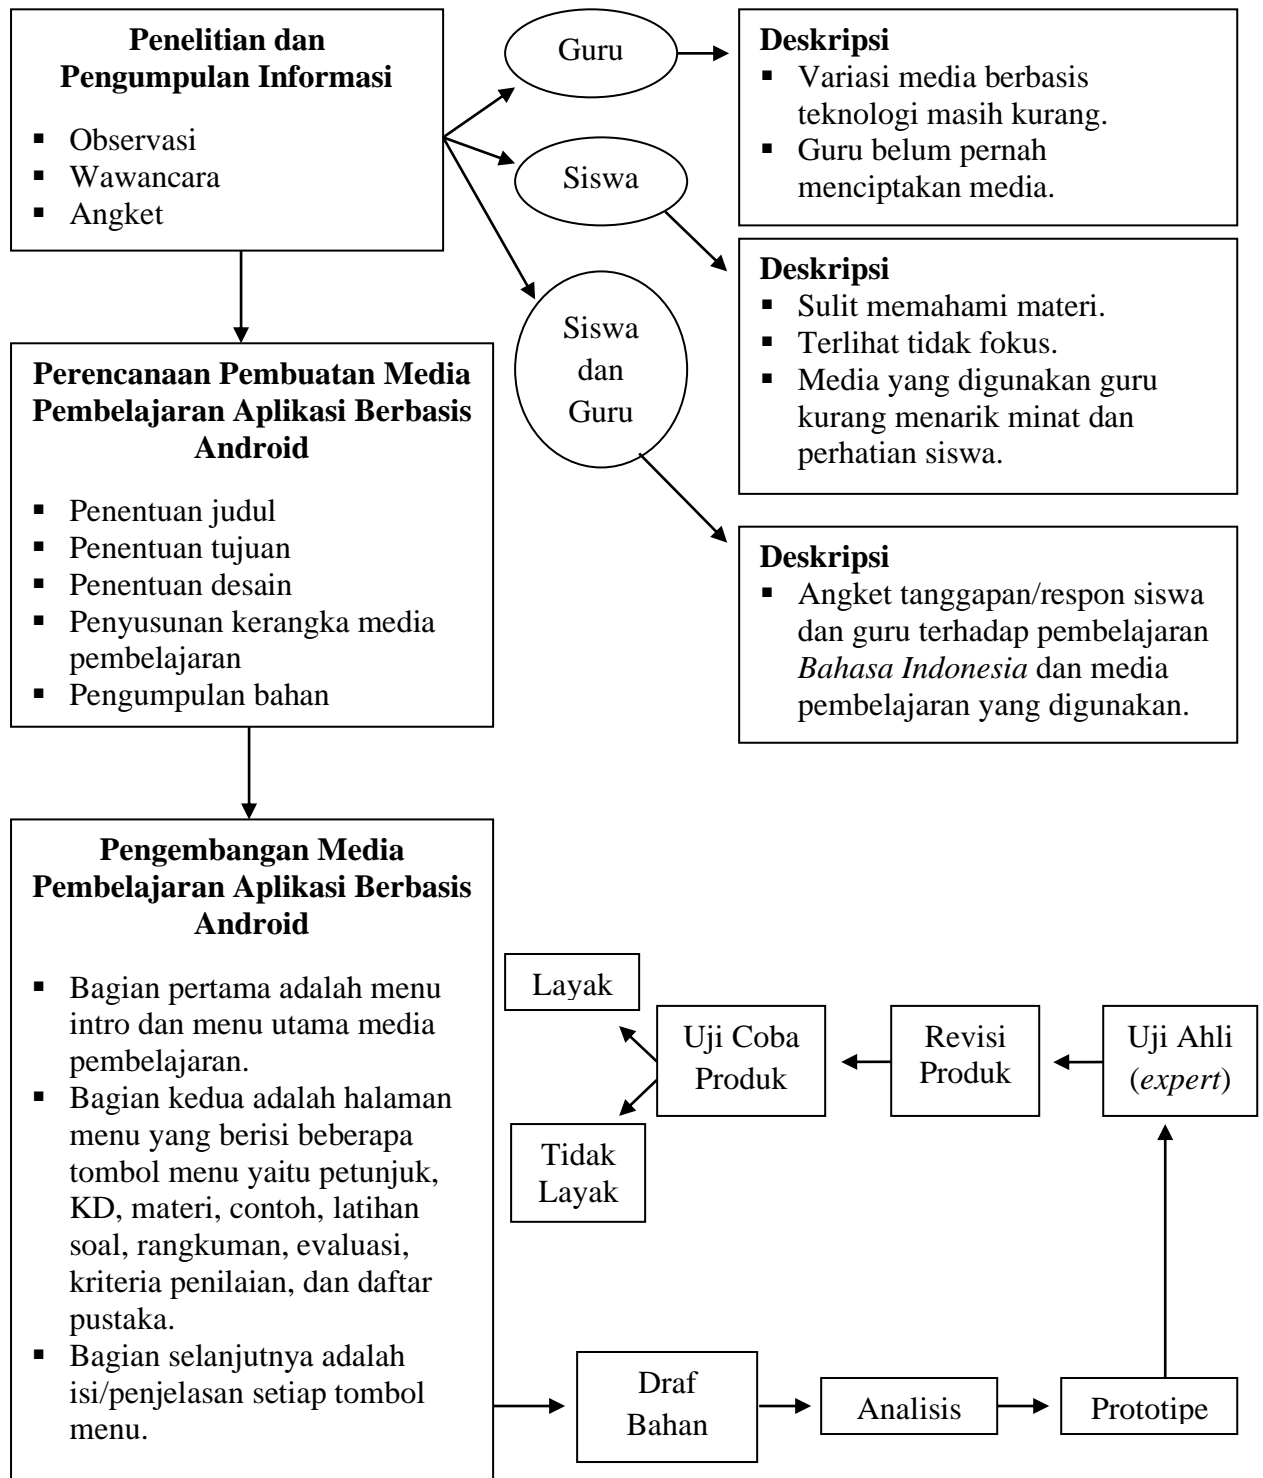 Penelitian dan
Pengumpulan Informasi
▪ Observasi
▪ Wawancara
▪ Angket
Guru
Siswa
Siswa
dan
Guru
Deskripsi
▪ Variasi media berbasis
teknologi masih kurang.
▪ Guru belum pernah
menciptakan media.
Deskripsi
▪ Sulit memahami materi.
▪ Terlihat tidak fokus.
▪ Media yang digunakan guru
kurang menarik minat dan
perhatian siswa.
Deskripsi
▪ Angket tanggapan/respon siswa
dan guru terhadap pembelajaran
Bahasa Indonesia dan media
pembelajaran yang digunakan.
Perencanaan Pembuatan Media
Pembelajaran Aplikasi Berbasis
Android
▪ Penentuan judul
▪ Penentuan tujuan
▪ Penentuan desain
▪ Penyusunan kerangka media
pembelajaran
▪ Pengumpulan bahan
Pengembangan Media
Pembelajaran Aplikasi Berbasis
Android
▪ Bagian pertama adalah menu
intro dan menu utama media
pembelajaran.
▪ Bagian kedua adalah halaman
menu yang berisi beberapa
tombol menu yaitu petunjuk,
KD, materi, contoh, latihan
soal, rangkuman, evaluasi,
kriteria penilaian, dan daftar
pustaka.
▪ Bagian selanjutnya adalah
isi/penjelasan setiap tombol
menu.
Draf
Bahan
Analisis
Prototipe
Uji Ahli
(expert)
Revisi
Produk
Uji Coba
Produk
Layak
Tidak
Layak